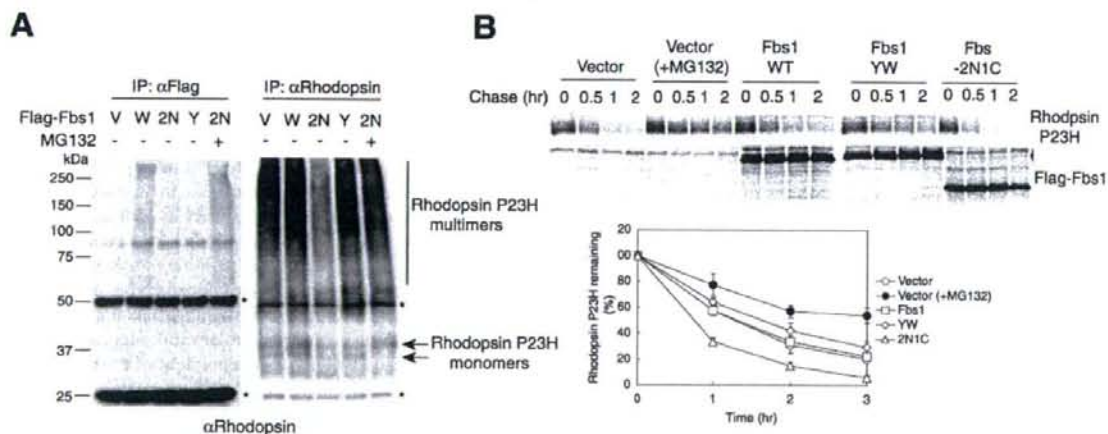 A
IP: αFlag
IP: αRhodopsin
Flag-Fbs1 V W 2N Y 2N V W 2N Y 2N
MG132 - - - - + - - - - +
kDa
250
150
100
75
50
37
25
Rhodopsin P23H
multimers
Rhodopsin P23H
monomers
αRhodopsin
B
Vector
Vector
(+MG132)
Fbs1
WT
Fbs1
YW
Fbs
-2N1C
Chase (hr) 0 0.5 1 2 0 0.5 1 2 0 0.5 1 2 0 0.5 1 2 0 0.5 1 2
Rhodpsin
P23H
Flag-Fbs1
Rhodopsin P23H remaining
(%)
20
00
80
60
40
20
0
0 1 2 3
Time (hr)
Vector
Vector (+MG132)
Fbs1
YW
2N1C